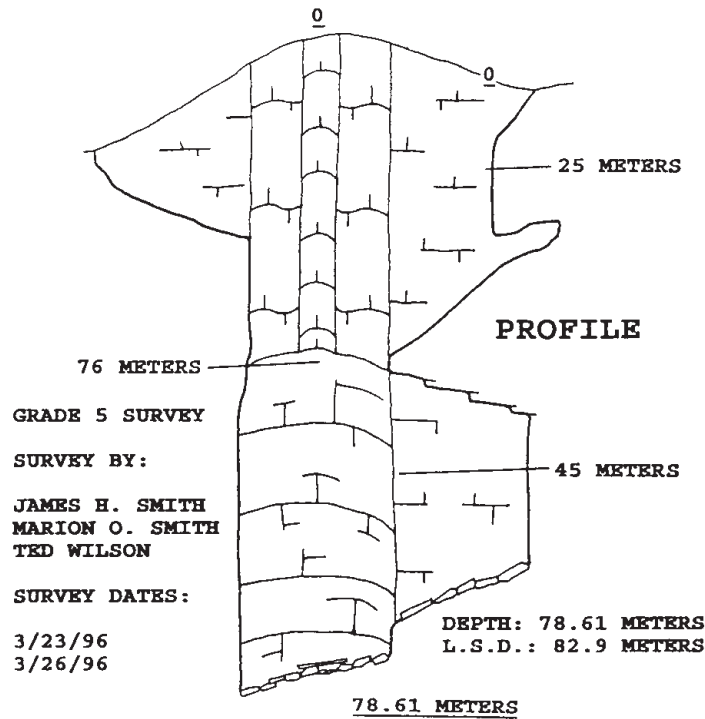 0
0
25 METERS
PROFILE
76 METERS
GRADE 5 SURVEY
SURVEY BY:
45 METERS
JAMES H. SMITH
MARION O. SMITH
TED WILSON
SURVEY DATES:
DEPTH: 78.61 METERS
L.S.D.: 82.9 METERS
3/23/96
3/26/96
78.61 METERS